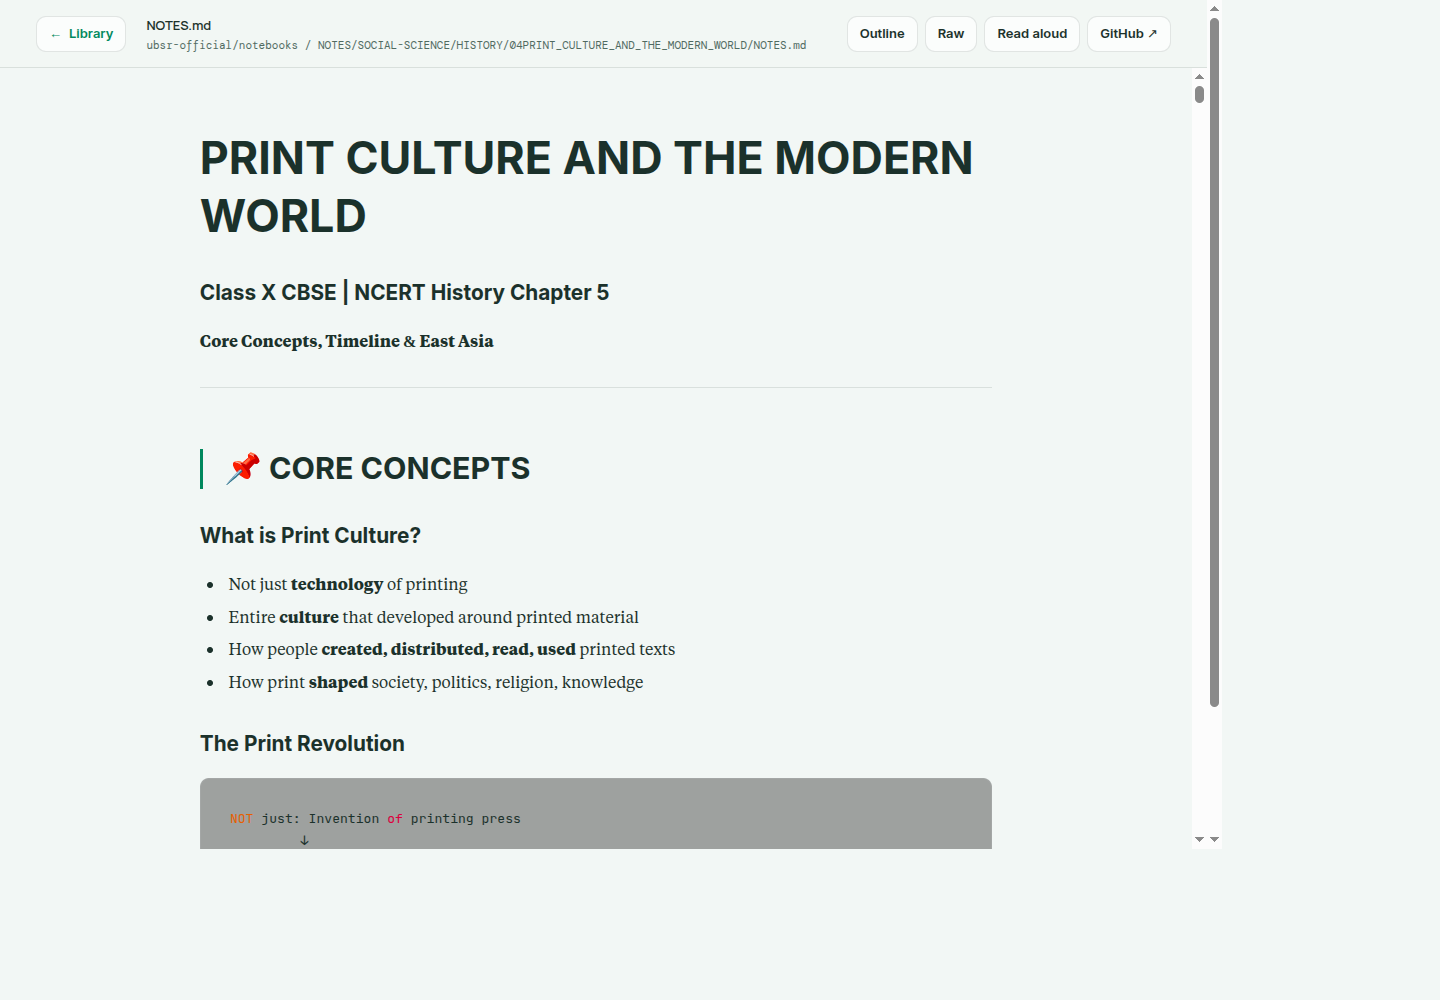 ← Library
NOTES.md
ubsr-official/notebooks / NOTES/SOCIAL-SCIENCE/HISTORY/04PRINT_CULTURE_AND_THE_MODERN_WORLD/NOTES.md
Outline
Raw
Read aloud
GitHub ↗
PRINT CULTURE AND THE MODERN
WORLD
Class X CBSE | NCERT History Chapter 5
Core Concepts, Timeline & East Asia
📌 CORE CONCEPTS
What is Print Culture?
• Not just technology of printing
• Entire culture that developed around printed material
• How people created, distributed, read, used printed texts
• How print shaped society, politics, religion, knowledge
The Print Revolution
NOT just: Invention of printing press
↓